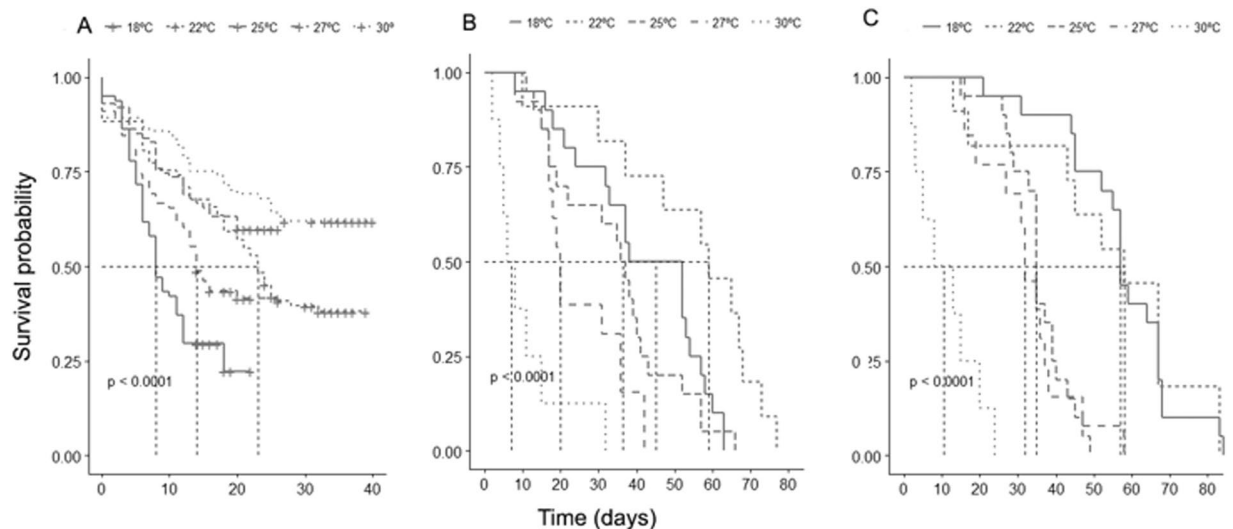 A 18ºC 22ºC 25ºC 27ºC 30º
B 18ºC 22ºC 25ºC 27ºC 30ºC
C 18ºC 22ºC 25ºC 27ºC 30ºC
Survival probability
1.00
0.75
0.50
0.25
0.00
p < 0.0001
0 10 20 30 40
1.00
0.75
0.50
0.25
0.00
p < 0.0001
0 10 20 30 40 50 60 70 80
1.00
0.75
0.50
0.25
0.00
p < 0.0001
0 10 20 30 40 50 60 70 80
Time (days)